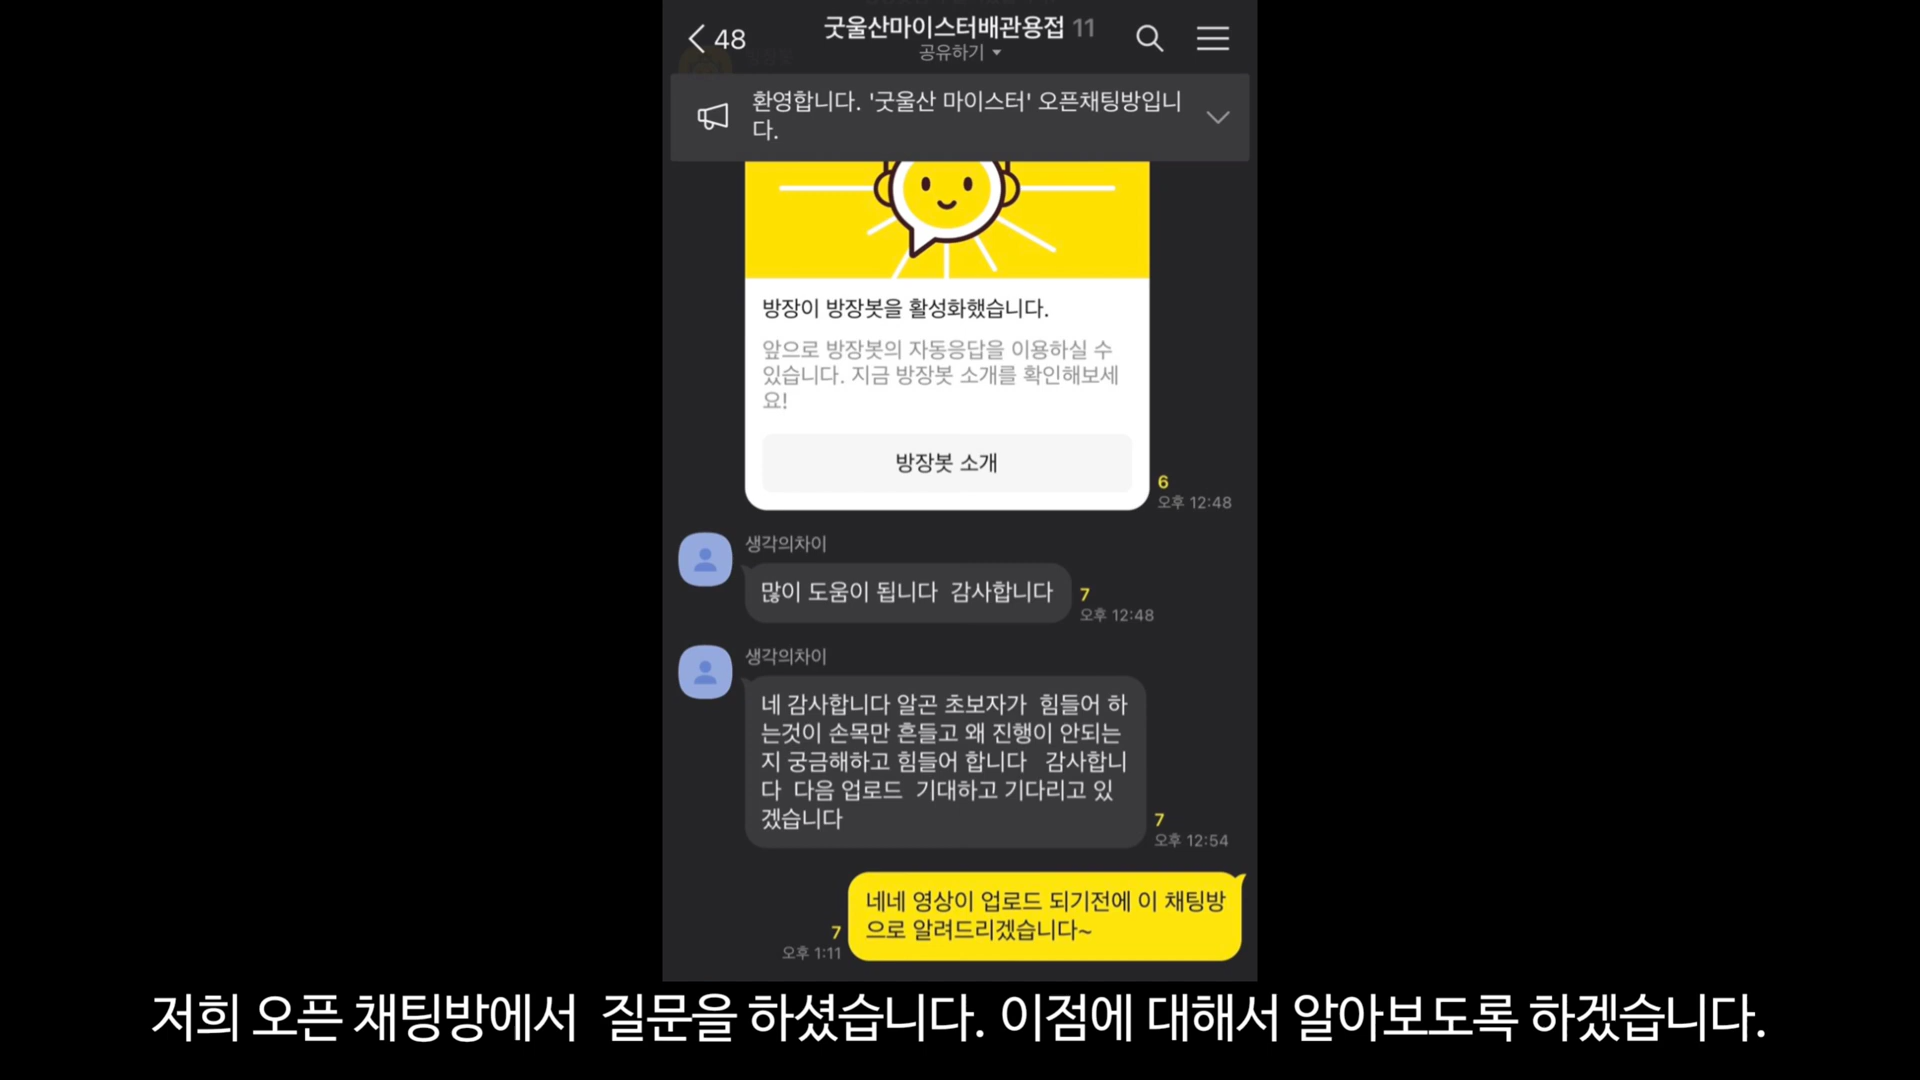 48
굿울산마이스터배관용접 11
공유하기
환영합니다. '굿울산 마이스터' 오픈채팅방입니
다.
방장이 방장봇을 활성화했습니다.
앞으로 방장봇의 자동응답을 이용하실 수
있습니다. 지금 방장봇 소개를 확인해보세
요!
방장봇 소개
6
오후 12:48
생각의차이
많이 도움이 됩니다 감사합니다
7
오후 12:48
생각의차이
네 감사합니다 알곤 초보자가 힘들어 하
는것이 손목만 흔들고 왜 진행이 안되는
지 궁금해하고 힘들어 합니다 감사합니
다 다음 업로드 기대하고 기다리고 있
겠습니다
7
오후 12:54
네네 영상이 업로드 되기전에 이 채팅방
으로 알려드리겠습니다~
7
오후 1:11
저희 오픈 채팅방에서 질문을 하셨습니다. 이점에 대해서 알아보도록 하겠습니다.